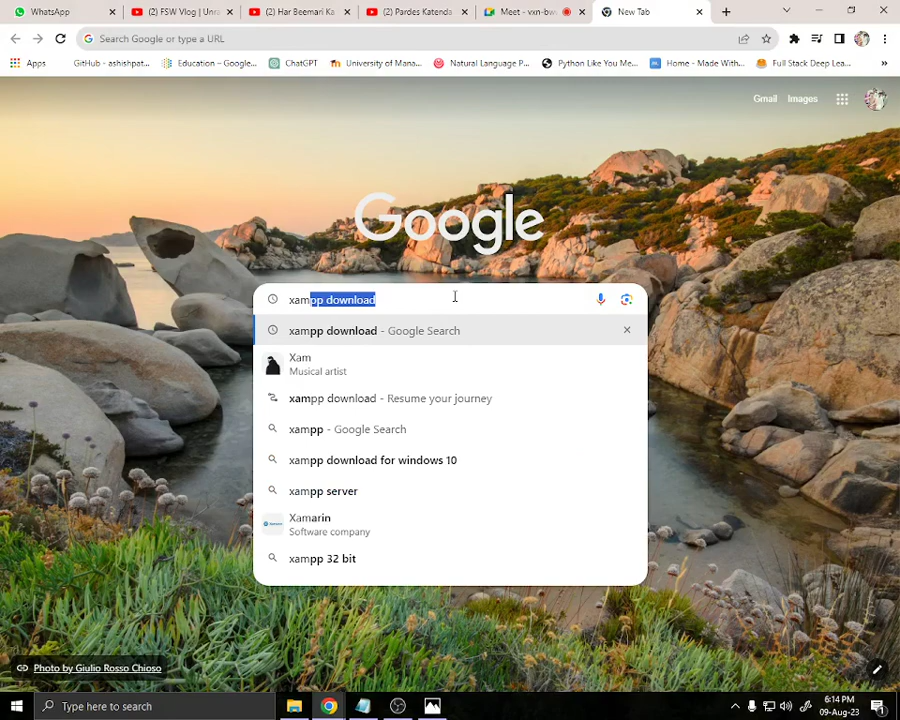 WhatsApp
(2) FSW Vlog | Unre
(2) Har Beemari Ka
(2) Pardes Katenda
Meet - vxn-bwv
New Tab
Search Google or type a URL
Apps
GitHub - ashishpat...
Education – Google...
ChatGPT
University of Mana...
Natural Language P...
Python Like You Me...
Home - Made With...
Full Stack Deep Lea...
Gmail
Images
Google
xampp download
xampp download - Google Search
Xam
Musical artist
xampp download - Resume your journey
xampp - Google Search
xampp download for windows 10
xampp server
Xamarin
Software company
xampp 32 bit
Photo by Giulio Rosso Chioso
Type here to search
6:14 PM
09-Aug-23